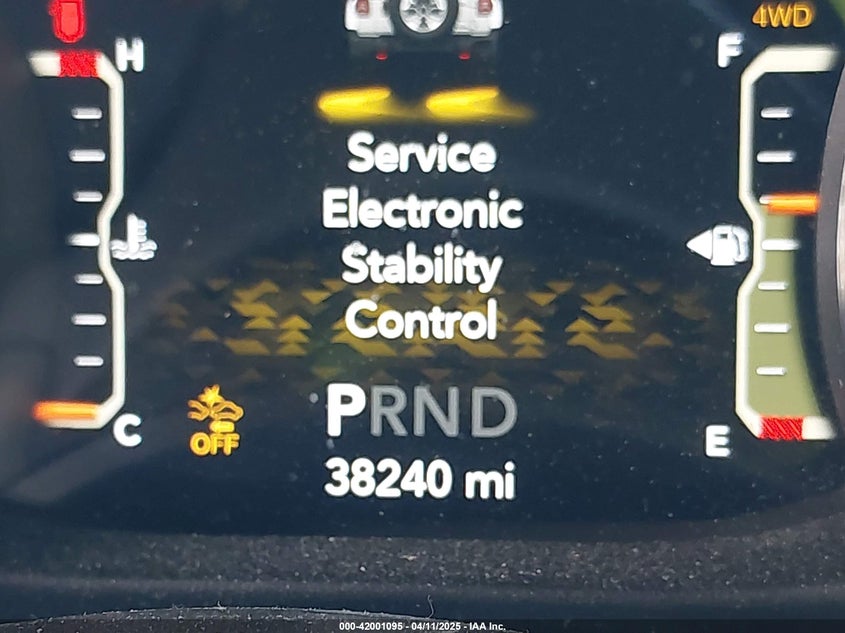 4WD
H
F
Service
Electronic
Stability
Control
OFF
PRND
C
E
38240 mi
000-42001095 - 04/11/2025 - IAA Inc.